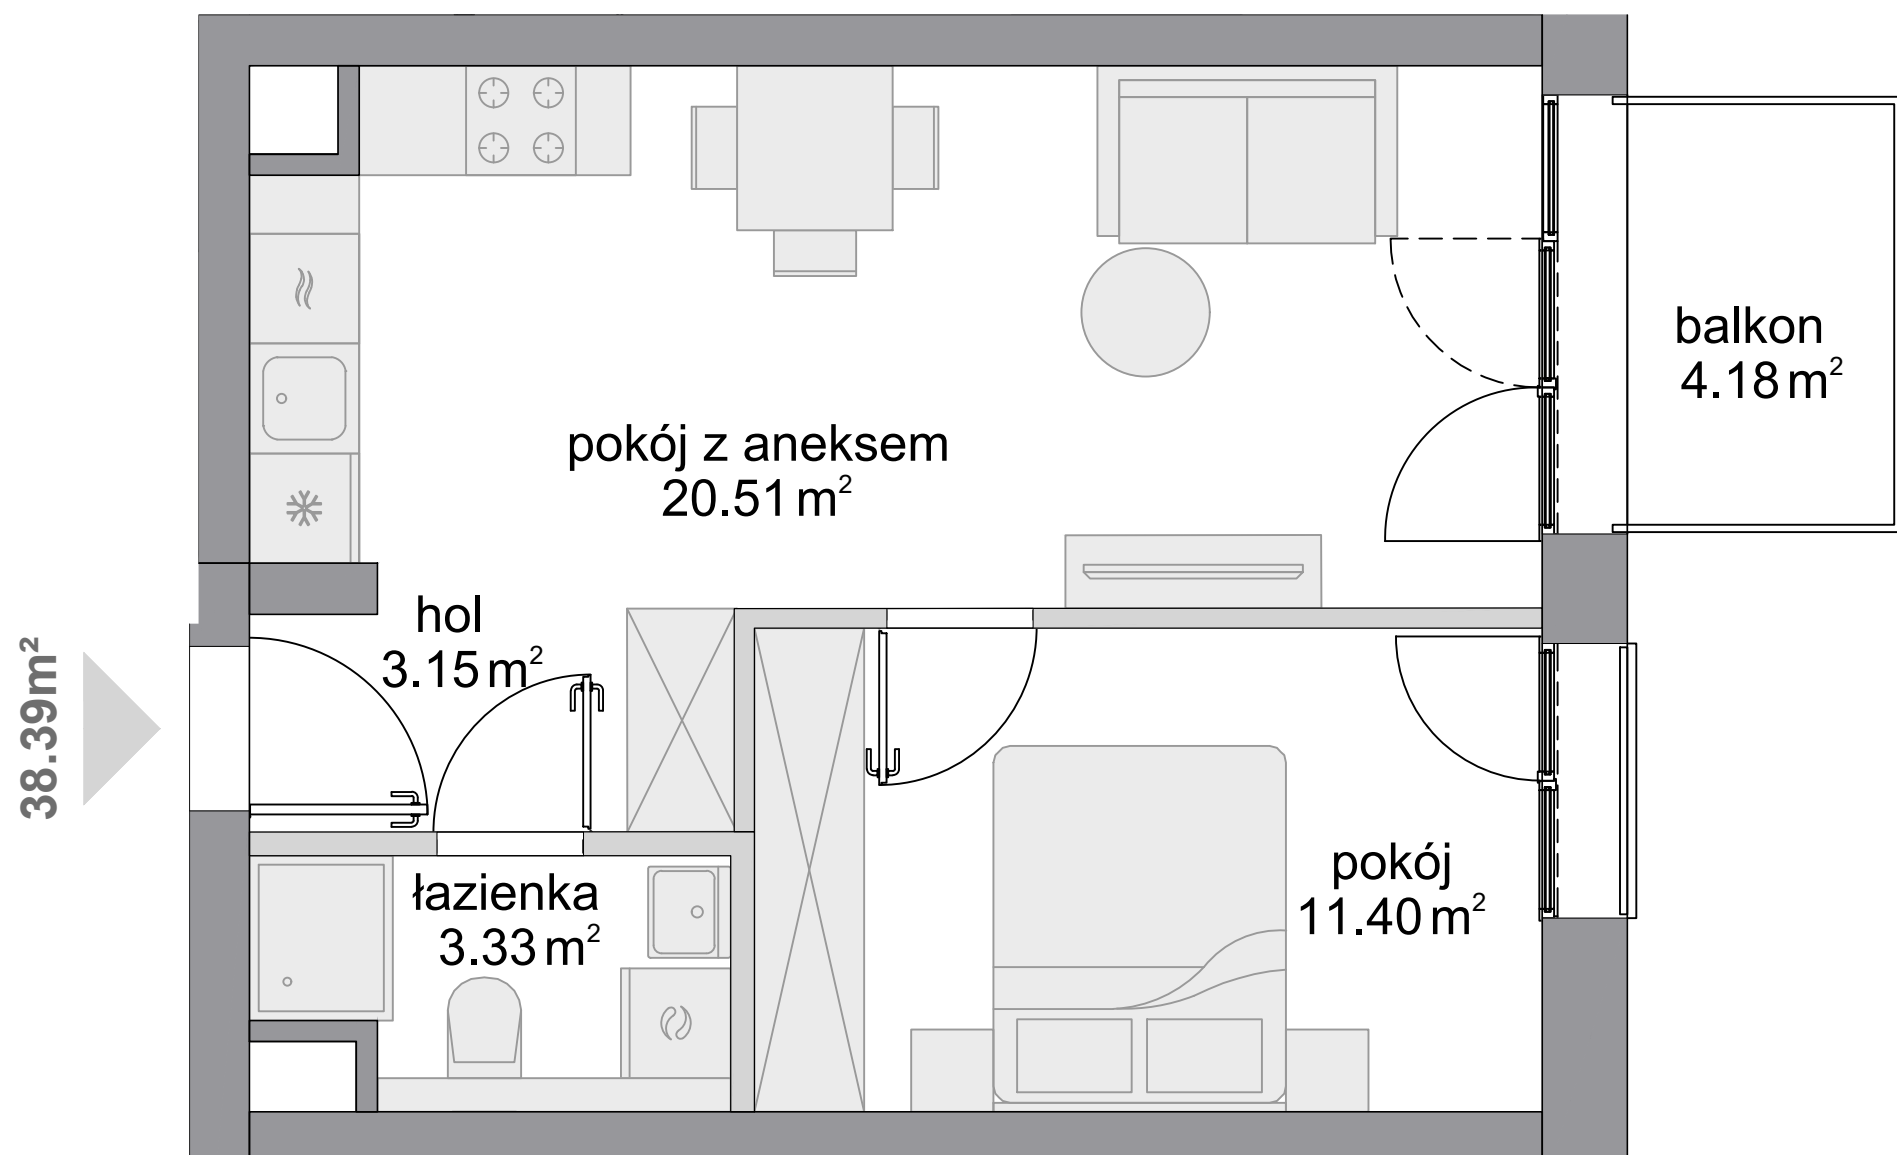 balkon
4.18 m²
pokój z aneksem
20.51 m²
hol
3.15 m²
38.39m²
pokój
11.40 m²
łazienka
3.33 m²